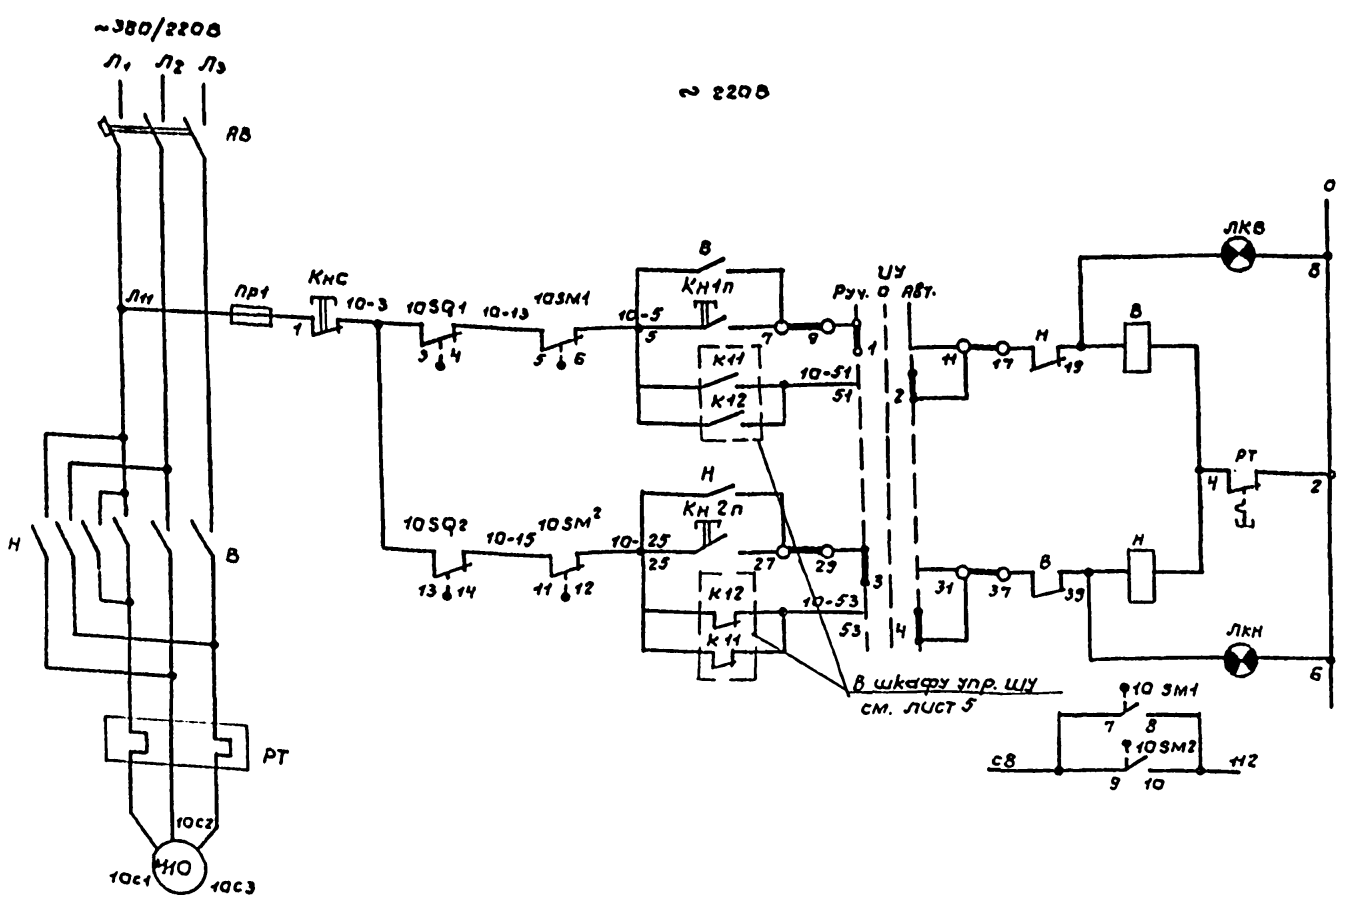 ~380/220В
Л1 Л2 Л3
АВ
~ 220В
0
ЛКВ
8
Л11
Пр1
КнС
1
10-3
10SQ1
3 4
10-13
10SM1
5 6
10-5
5
В
Кн1п
7
9
Руч.
ЦУ
0
Авт.
1
К11
К12
10-51
51
2
11
17
Н
19
В
РТ
4
2
Н
В
10SQ2
13 14
10-15
10SM2
11 12
10-25
25
Н
Кн2п
27
29
3
К12
К11
10-53
53
4
31
37
В
39
Н
ЛКН
6
В шкафу упр. ШУ
см. лист 5
10SM1
7 8
10SM2
9 10
С8
Н2
РТ
10С2
М10
10С1
10С3